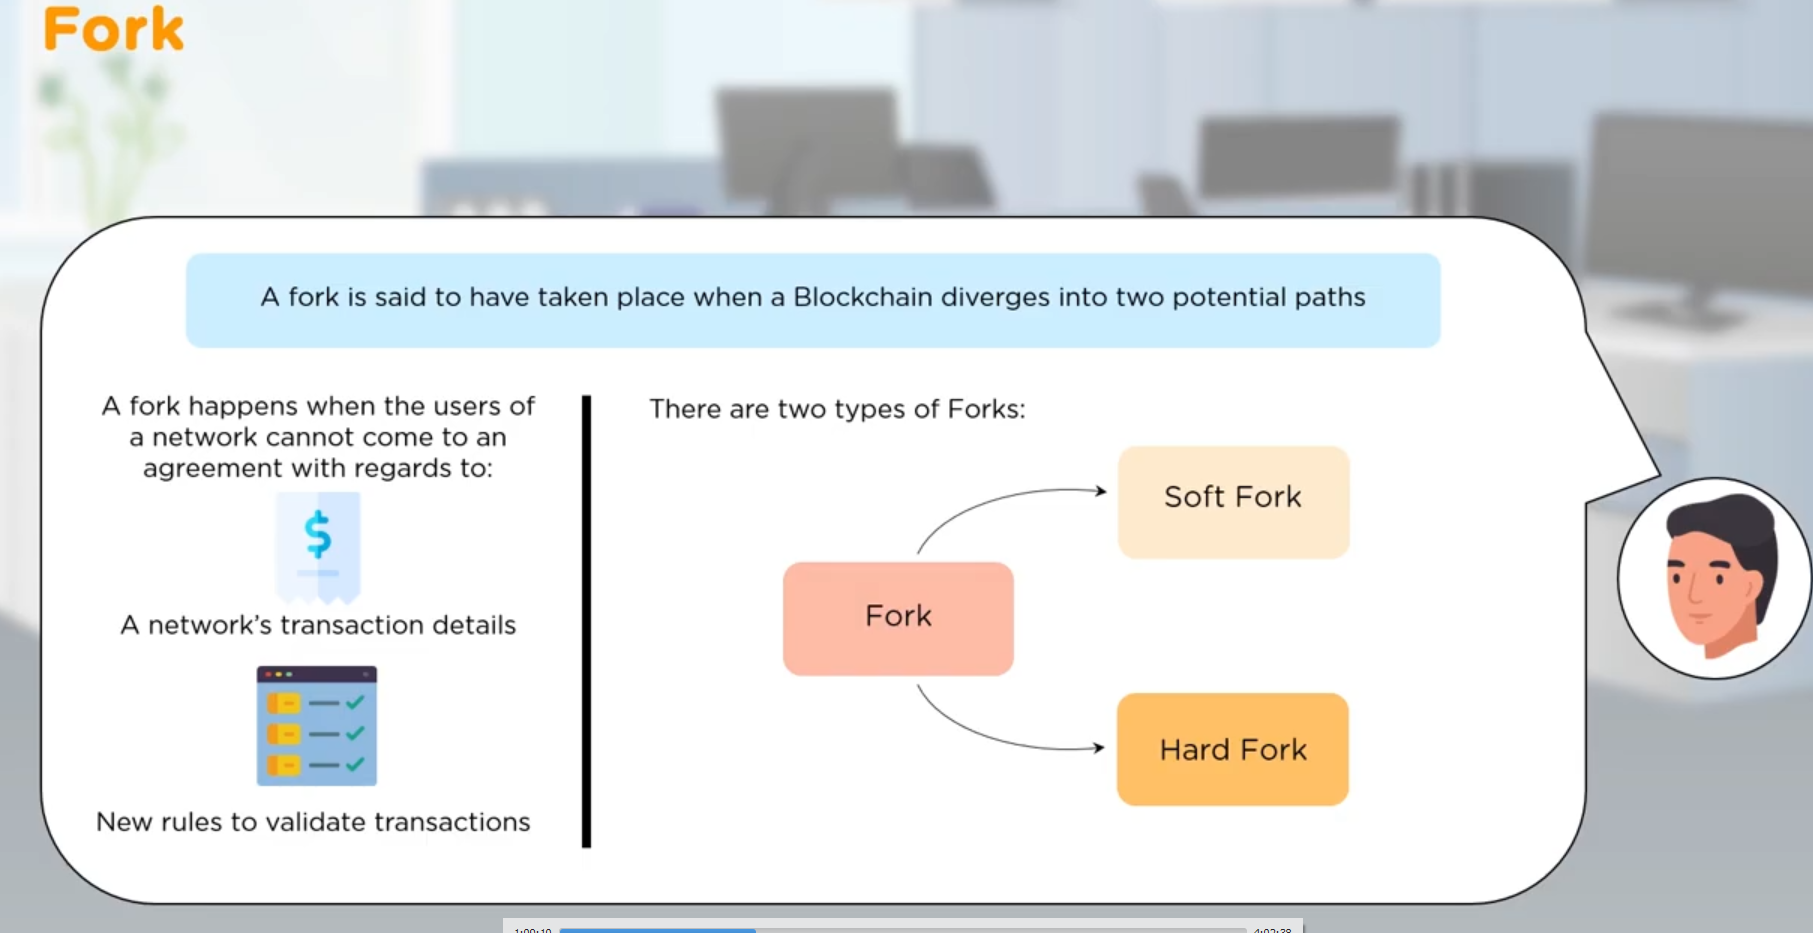 Fork
A fork is said to have taken place when a Blockchain diverges into two potential paths
A fork happens when the users of
a network cannot come to an
agreement with regards to:
$
A network's transaction details
New rules to validate transactions
There are two types of Forks:
Soft Fork
Fork
Hard Fork